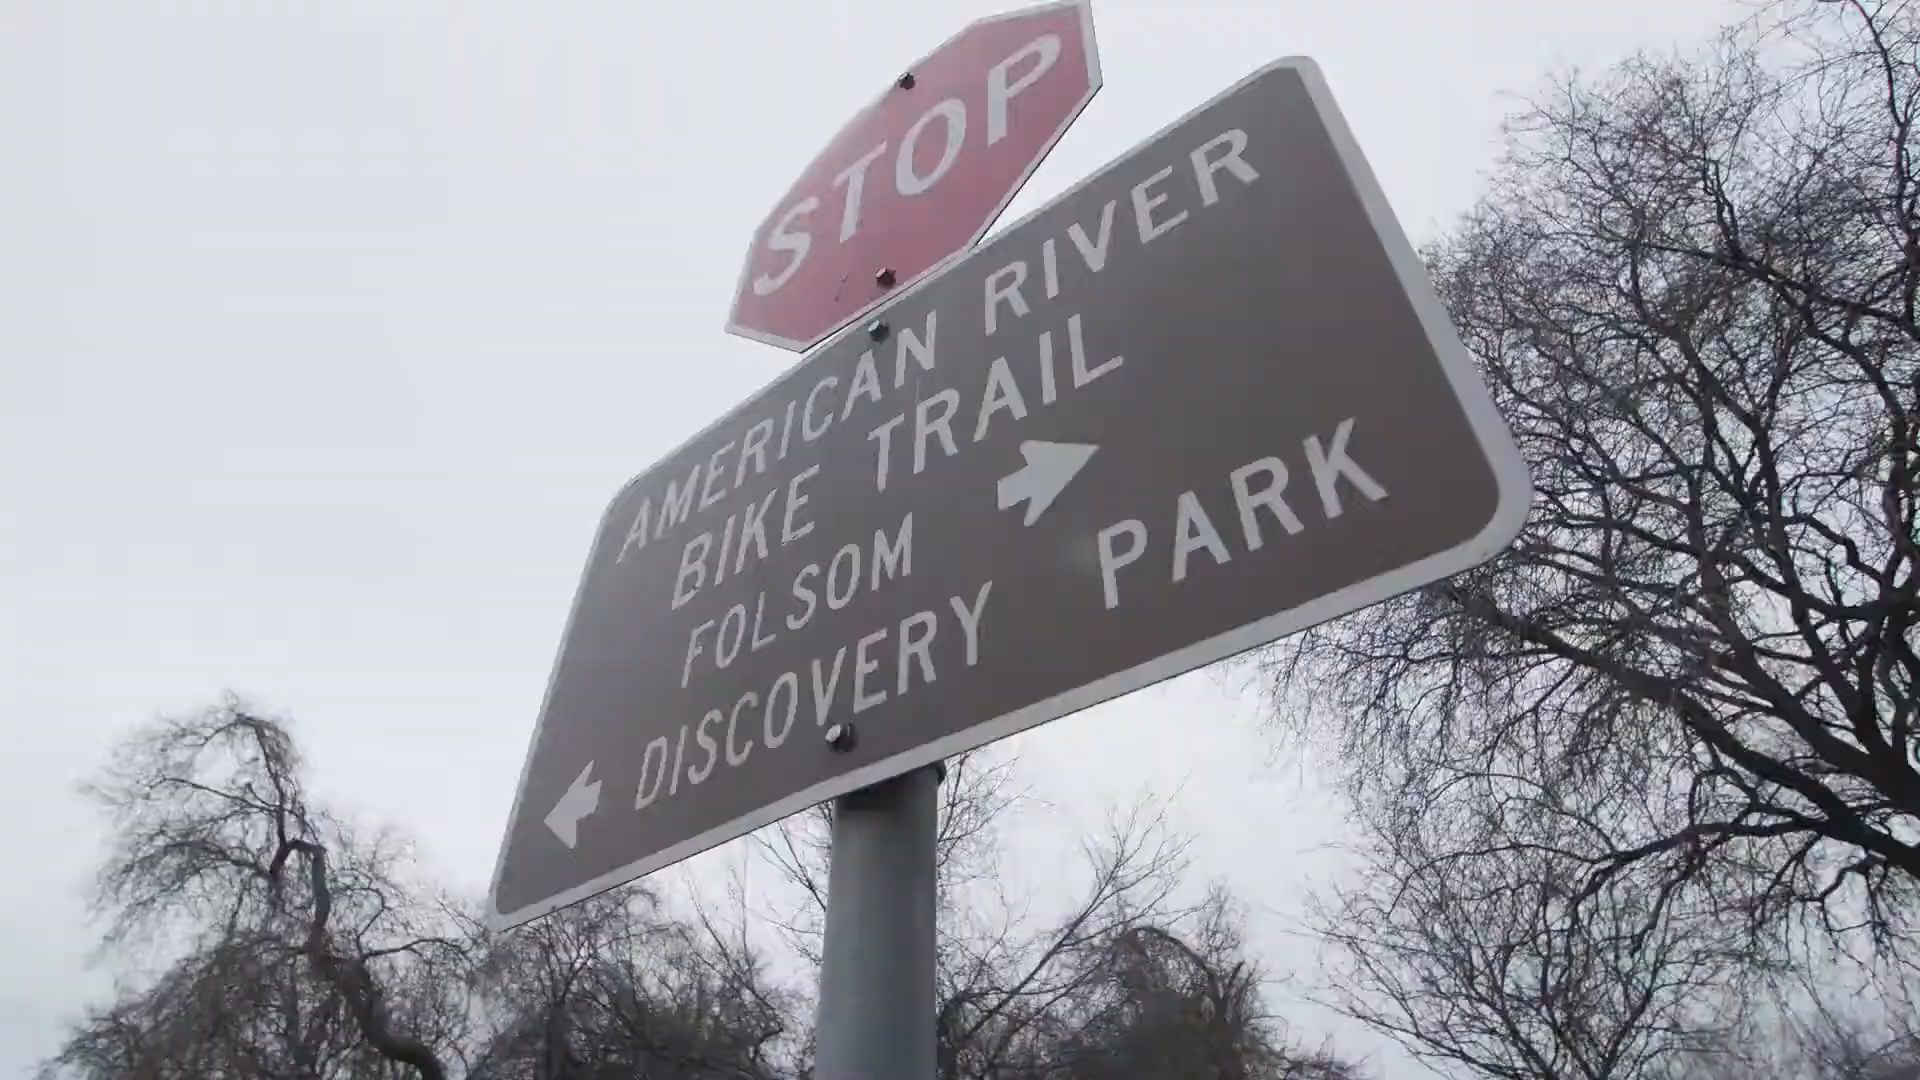 STOP
AMERICAN RIVER
BIKE TRAIL
FOLSOM
DISCOVERY PARK